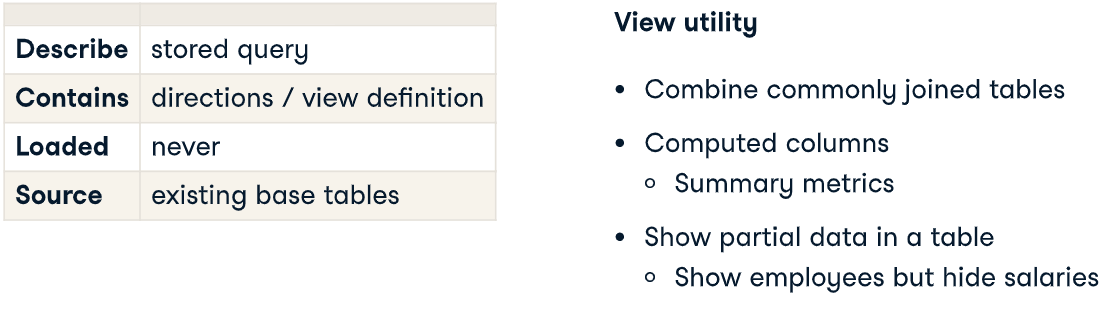 Describe stored query
Contains directions / view definition
Loaded never
Source existing base tables
View utility
• Combine commonly joined tables
• Computed columns
○ Summary metrics
• Show partial data in a table
○ Show employees but hide salaries